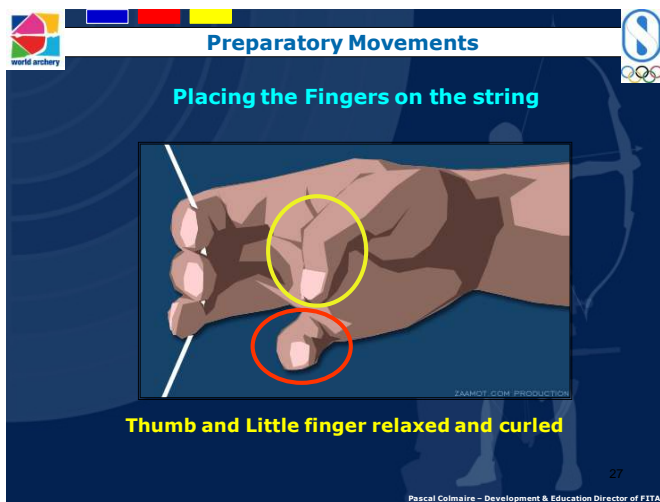 Preparatory Movements
world archery
Placing the Fingers on the string
ZAAMOT.COM PRODUCTION
Thumb and Little finger relaxed and curled
27
Pascal Colmaire – Development & Education Director of FITA